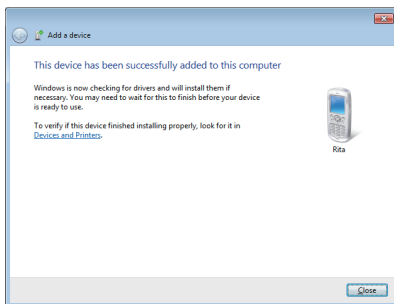 Add a device
This device has been successfully added to this computer
Windows is now checking for drivers and will install them if
necessary. You may need to wait for this to finish before your device
is ready to use.
To verify if this device finished installing properly, look for it in
Devices and Printers.
Rita
Close